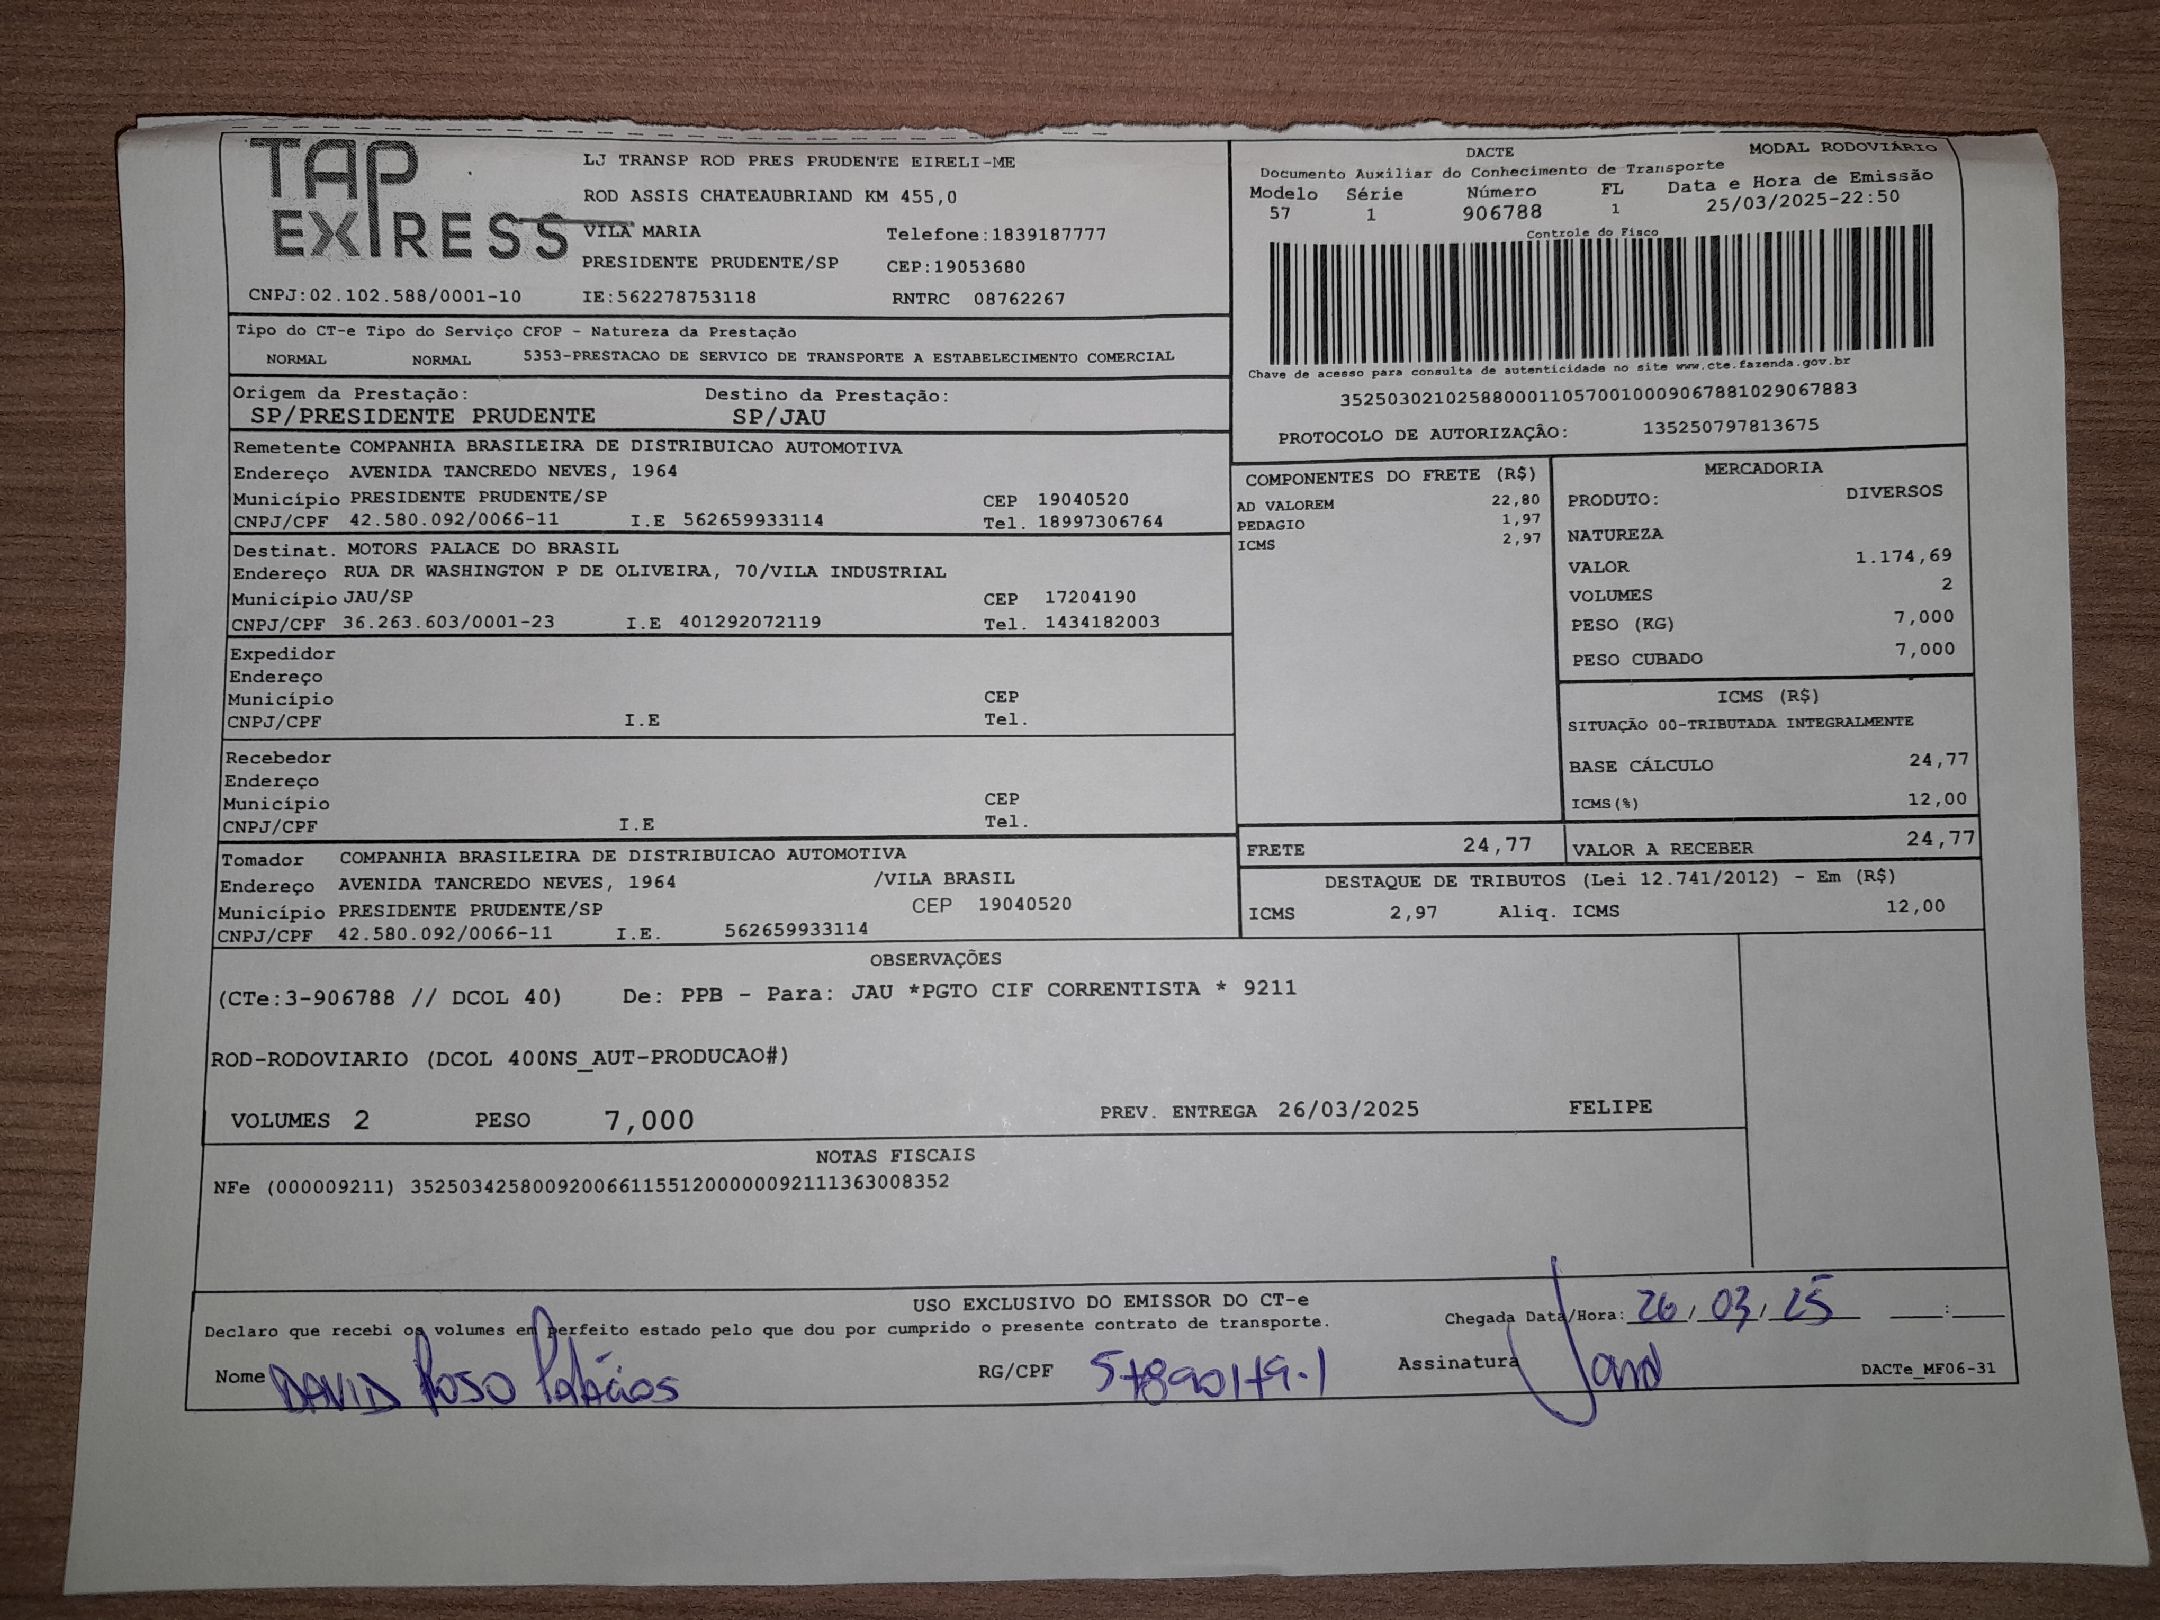 TAP
EXPRESS
LJ TRANSP ROD PRES PRUDENTE EIRELI-ME
ROD ASSIS CHATEAUBRIAND KM 455,0
VILA MARIA Telefone:1839187777
PRESIDENTE PRUDENTE/SP CEP:19053680
CNPJ:02.102.588/0001-10 IE:562278753118 RNTRC 08762267
DACTE MODAL RODOVIÁRIO
Documento Auxiliar do Conhecimento de Transporte
Modelo Série Número FL Data e Hora de Emissão
57 1 906788 1 25/03/2025-22:50
Controle do Fisco
Chave de acesso para consulta de autenticidade no site www.cte.fazenda.gov.br
35250302102588000110570010009067881029067883
PROTOCOLO DE AUTORIZAÇÃO: 135250797813675
Tipo do CT-e Tipo do Serviço CFOP - Natureza da Prestação
NORMAL NORMAL 5353-PRESTACAO DE SERVICO DE TRANSPORTE A ESTABELECIMENTO COMERCIAL
Origem da Prestação: Destino da Prestação:
SP/PRESIDENTE PRUDENTE SP/JAU
Remetente COMPANHIA BRASILEIRA DE DISTRIBUICAO AUTOMOTIVA
Endereço AVENIDA TANCREDO NEVES, 1964
Município PRESIDENTE PRUDENTE/SP CEP 19040520
CNPJ/CPF 42.580.092/0066-11 I.E 562659933114 Tel. 18997306764
Destinat. MOTORS PALACE DO BRASIL
Endereço RUA DR WASHINGTON P DE OLIVEIRA, 70/VILA INDUSTRIAL
Município JAU/SP CEP 17204190
CNPJ/CPF 36.263.603/0001-23 I.E 401292072119 Tel. 1434182003
Expedidor
Endereço
Município CEP
CNPJ/CPF I.E Tel.
Recebedor
Endereço
Município CEP
CNPJ/CPF I.E Tel.
Tomador COMPANHIA BRASILEIRA DE DISTRIBUICAO AUTOMOTIVA
Endereço AVENIDA TANCREDO NEVES, 1964 /VILA BRASIL
Município PRESIDENTE PRUDENTE/SP CEP 19040520
CNPJ/CPF 42.580.092/0066-11 I.E. 562659933114
COMPONENTES DO FRETE (R$)
AD VALOREM 22,80
PEDAGIO 1,97
ICMS 2,97
MERCADORIA
PRODUTO: DIVERSOS
NATUREZA
VALOR 1.174,69
VOLUMES 2
PESO (KG) 7,000
PESO CUBADO 7,000
ICMS (R$)
SITUAÇÃO 00-TRIBUTADA INTEGRALMENTE
BASE CÁLCULO 24,77
ICMS(%) 12,00
FRETE 24,77 VALOR A RECEBER 24,77
DESTAQUE DE TRIBUTOS (Lei 12.741/2012) - Em (R$)
ICMS 2,97 Aliq. ICMS 12,00
OBSERVAÇÕES
(CTe:3-906788 // DCOL 40) De: PPB - Para: JAU *PGTO CIF CORRENTISTA * 9211
ROD-RODOVIARIO (DCOL 400NS_AUT-PRODUCAO#)
VOLUMES 2 PESO 7,000 PREV. ENTREGA 26/03/2025 FELIPE
NOTAS FISCAIS
NFe (000009211) 35250342580092006611551200000092111363008352
USO EXCLUSIVO DO EMISSOR DO CT-e
Declaro que recebi os volumes em perfeito estado pelo que dou por cumprido o presente contrato de transporte.
Chegada Data/Hora: 26/03/25 :
Nome DAVID ROSO Palácios RG/CPF 57890179-1 Assinatura
DACTe_MF06-31